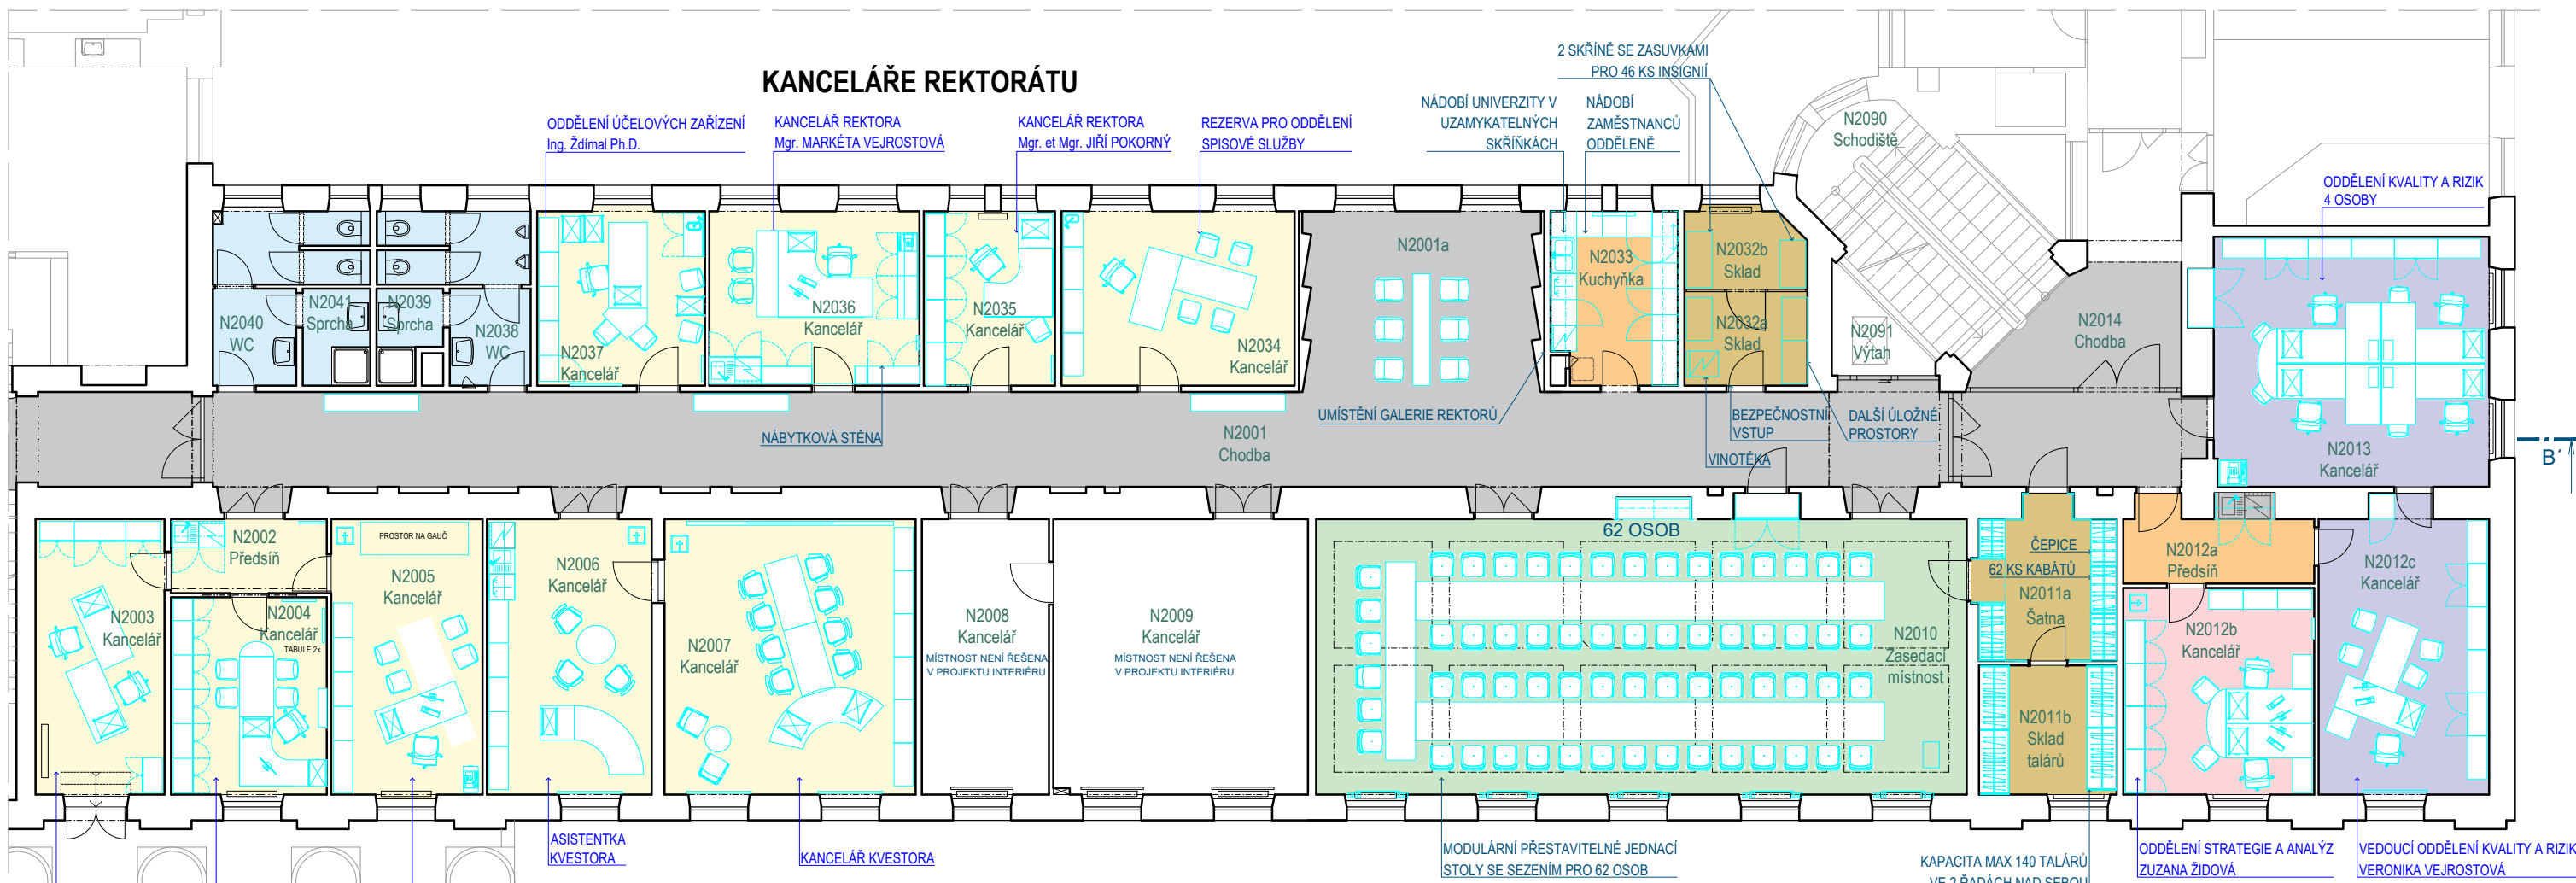 KANCELÁŘE REKTORÁTU
2 SKŘÍNĚ SE ZASUVKAMI
PRO 46 KS INSIGNIÍ
NÁDOBÍ UNIVERZITY V
UZAMYKATELNÝCH
SKŘÍŇKÁCH
NÁDOBÍ
ZAMĚSTNANCŮ
ODDĚLENĚ
ODDĚLENÍ ÚČELOVÝCH ZAŘÍZENÍ
Ing. Ždímal Ph.D.
KANCELÁŘ REKTORA
Mgr. MARKÉTA VEJROSTOVÁ
KANCELÁŘ REKTORA
Mgr. et Mgr. JIŘÍ POKORNÝ
REZERVA PRO ODDĚLENÍ
SPISOVÉ SLUŽBY
N2090
Schodiště
ODDĚLENÍ KVALITY A RIZIK
4 OSOBY
N2040
WC
N2041
Sprcha
N2039
Sprcha
N2038
WC
N2037
Kancelář
N2036
Kancelář
N2035
Kancelář
N2034
Kancelář
N2001a
N2033
Kuchyňka
N2032b
Sklad
N2032a
Sklad
N2091
Výtah
N2014
Chodba
N2013
Kancelář
NÁBYTKOVÁ STĚNA
N2001
Chodba
UMÍSTĚNÍ GALERIE REKTORŮ
BEZPEČNOSTNÍ
VSTUP
DALŠÍ ÚLOŽNÉ
PROSTORY
VINOTÉKA
B´
N2003
Kancelář
N2002
Předsíň
N2004
Kancelář
TABULE 2x
PROSTOR NA GAUČ
N2005
Kancelář
N2006
Kancelář
N2007
Kancelář
N2008
Kancelář
MÍSTNOST NENÍ ŘEŠENA
V PROJEKTU INTERIÉRU
N2009
Kancelář
MÍSTNOST NENÍ ŘEŠENA
V PROJEKTU INTERIÉRU
62 OSOB
N2010
Zasedací
místnost
ČEPICE
62 KS KABÁTŮ
N2011a
Šatna
N2011b
Sklad
talárů
N2012a
Předsíň
N2012b
Kancelář
N2012c
Kancelář
ASISTENTKA
KVESTORA
KANCELÁŘ KVESTORA
MODULÁRNÍ PŘESTAVITELNÉ JEDNACÍ
STOLY SE SEZENÍM PRO 62 OSOB
KAPACITA MAX 140 TALÁRŮ
VE 2 ŘADÁCH NAD SEBOU
ODDĚLENÍ STRATEGIE A ANALÝZ
ZUZANA ŽIDOVÁ
VEDOUCÍ ODDĚLENÍ KVALITY A RIZIK
VERONIKA VEJROSTOVÁ